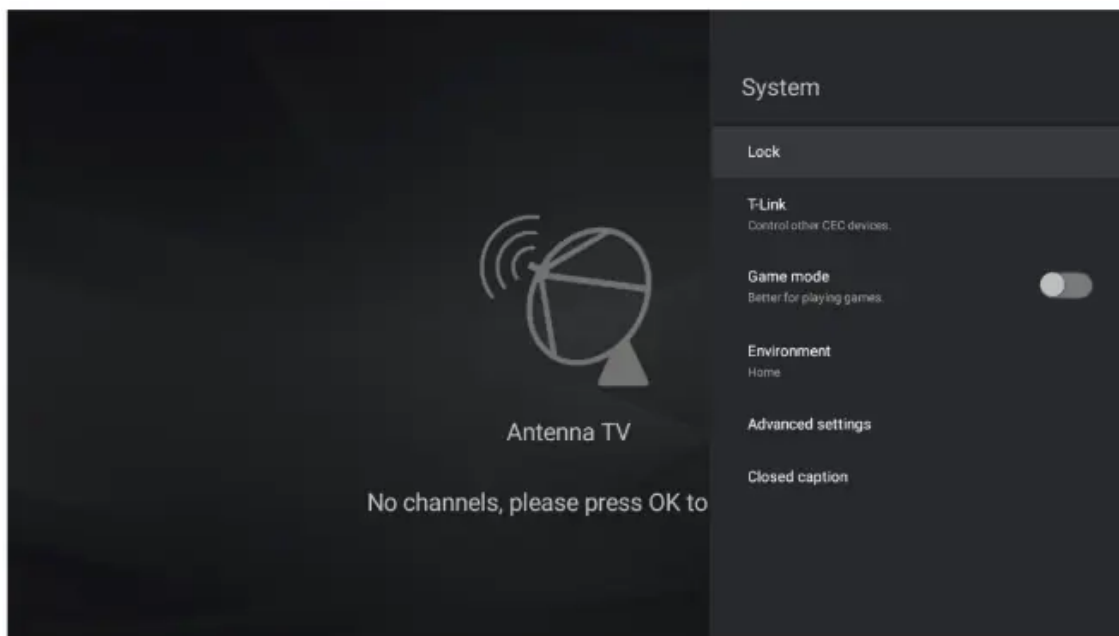 System
Lock
T-Link
Control other CEC devices.
Game mode
Better for playing games.
Environment
Home
Advanced settings
Closed caption
Antenna TV
No channels, please press OK to